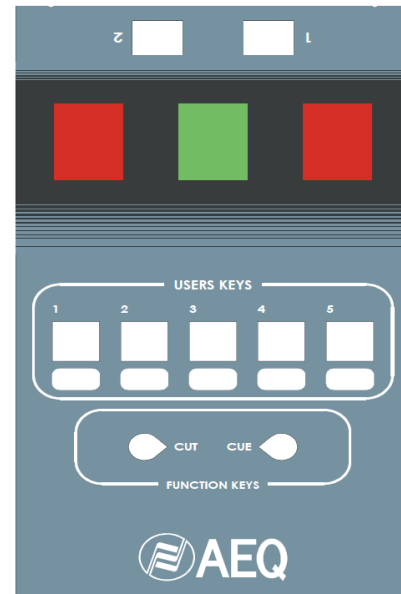 2 1
USERS KEYS
1 2 3 4 5
CUT CUE
FUNCTION KEYS
AEQ